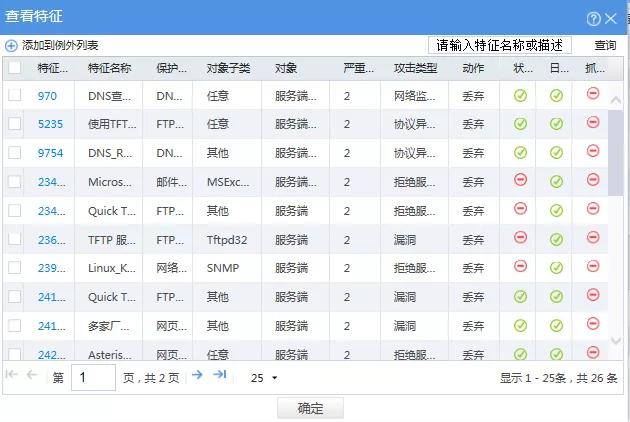 查看特征
添加到例外列表 请输入特征名称或描述 查询
特征... 特征名称 保护... 对象子类 对象 严重... 攻击类型 动作 状... 日... 抓...
970 DNS查... DN... 任意 服务端... 2 网络监... 丢弃
5235 使用TFT... FTP... 任意 服务端... 2 协议异... 丢弃
9754 DNS_R... DN... 其他 服务端... 2 协议异... 丢弃
234... Micros... 邮件... MSExc... 服务端 2 拒绝服... 丢弃
234... Quick T... FTP... 其他 服务端 2 拒绝服... 丢弃
236... TFTP 服... FTP... Tftpd32 服务端 2 漏洞 丢弃
239... Linux_K... 网络... SNMP 服务端 2 拒绝服... 丢弃
241... Quick T... FTP... 其他 服务端 2 漏洞 丢弃
241... 多家厂... 网页... 其他 服务端 2 漏洞 丢弃
242... Asteris... 网页... 任意 服务端 2 拒绝服... 丢弃
第 1 页，共 2 页 25 显示 1 - 25条，共 26 条
确定